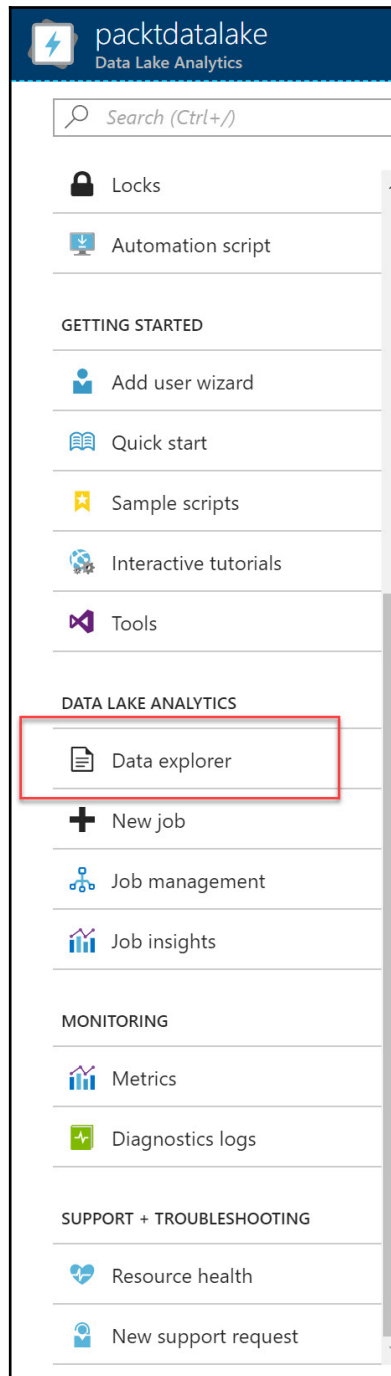 packtdatalake
Data Lake Analytics
Search (Ctrl+/)
Locks
Automation script
GETTING STARTED
Add user wizard
Quick start
Sample scripts
Interactive tutorials
Tools
DATA LAKE ANALYTICS
Data explorer
New job
Job management
Job insights
MONITORING
Metrics
Diagnostics logs
SUPPORT + TROUBLESHOOTING
Resource health
New support request